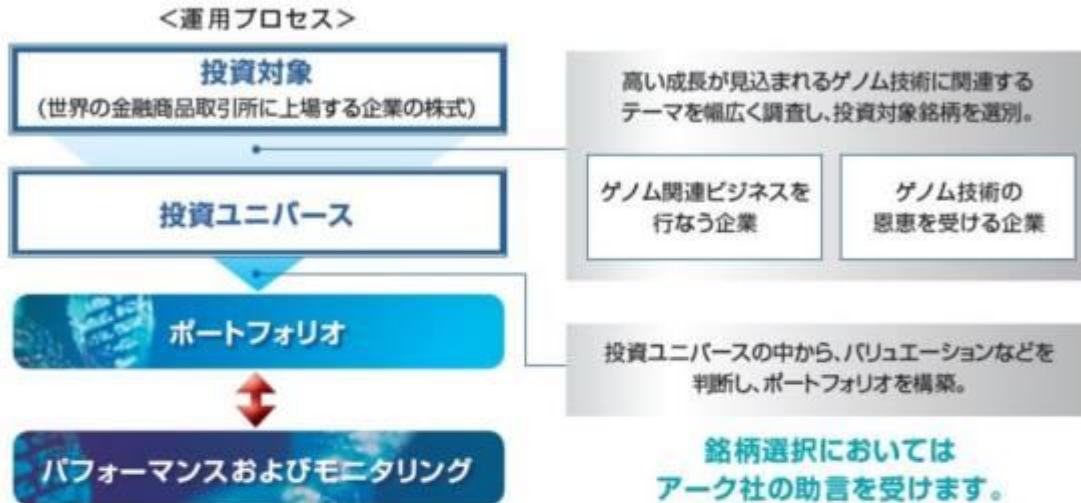 ＜運用プロセス＞
投資対象
（世界の金融商品取引所に上場する企業の株式）
高い成長が見込まれるゲノム技術に関連する
テーマを幅広く調査し、投資対象銘柄を選別。
ゲノム関連ビジネスを
行なう企業
ゲノム技術の
恩恵を受ける企業
投資ユニバース
ポートフォリオ
投資ユニバースの中から、バリュエーションなどを
判断し、ポートフォリオを構築。
パフォーマンスおよびモニタリング
銘柄選択においては
アーク社の助言を受けます。